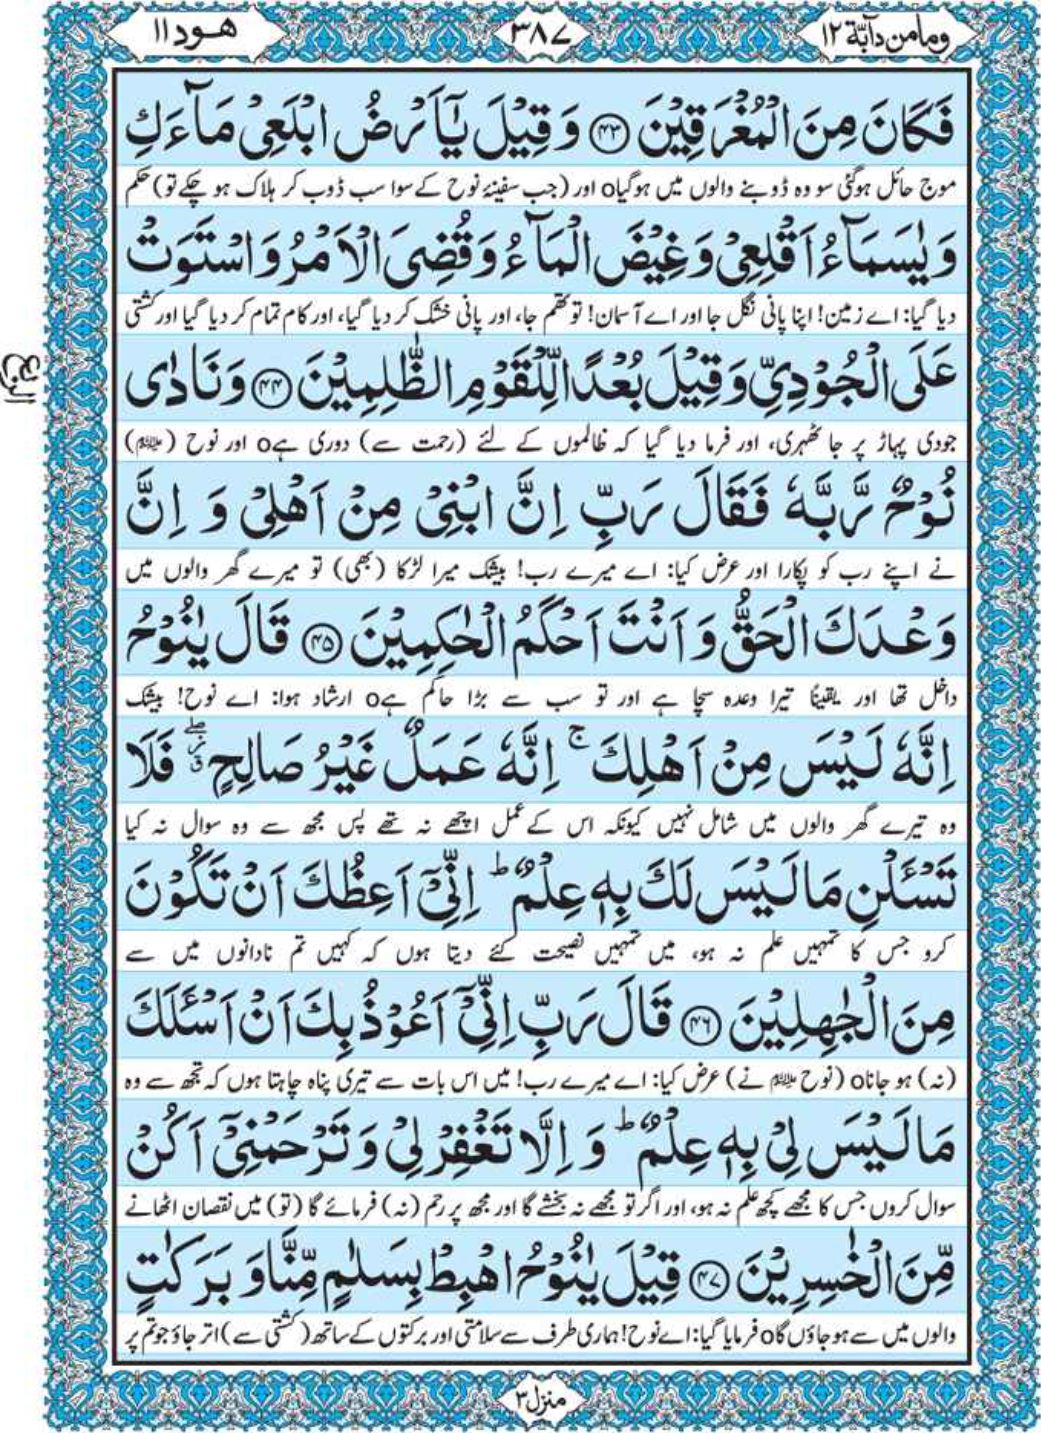 ومامن دآبة ١٢
٣٨٧
هود ١١
فَكَانَ مِنَ الْمُغْرَقِيْنَ ﴿۴۳﴾ وَ قِيْلَ يٰۤاَرْضُ ابْلَعِيْ مَآءَكِ
موج حائل ہوگئی سو وہ ڈوبنے والوں میں ہوگیاo اور (جب سفینۂ نوح کے سوا سب ڈوب کر ہلاک ہو چکے تو) حکم
وَ يٰسَمَآءُ اَقْلِعِيْ وَ غِيْضَ الْمَآءُ وَ قُضِيَ الْاَمْرُ وَ اسْتَوَتْ
دیا گیا: اے زمین! اپنا پانی نگل جا اور اے آسمان! تو تھم جا، اور پانی خشک کر دیا گیا، اور کام تمام کر دیا گیا اور کشتی
عَلَى الْجُوْدِيِّ وَ قِيْلَ بُعْدًا لِّلْقَوْمِ الظّٰلِمِيْنَ ﴿۴۴﴾ وَ نَادٰى
جودی پہاڑ پر جا ٹھہری، اور فرما دیا گیا کہ ظالموں کے لئے (رحمت سے) دوری ہےo اور نوح (علیہ السلام)
نُوْحٌ رَّبَّهٗ فَقَالَ رَبِّ اِنَّ ابْنِيْ مِنْ اَهْلِيْ وَ اِنَّ
نے اپنے رب کو پکارا اور عرض کیا: اے میرے رب! بیشک میرا لڑکا (بھی) تو میرے گھر والوں میں
وَعْدَكَ الْحَقُّ وَ اَنْتَ اَحْكَمُ الْحٰكِمِيْنَ ﴿۴۵﴾ قَالَ يٰنُوْحُ
داخل تھا اور یقینًا تیرا وعدہ سچا ہے اور تو سب سے بڑا حاکم ہےo ارشاد ہوا: اے نوح! بیشک
اِنَّهٗ لَيْسَ مِنْ اَهْلِكَ ۚ اِنَّهٗ عَمَلٌ غَيْرُ صَالِحٍ فَلَا
وہ تیرے گھر والوں میں شامل نہیں کیونکہ اس کے عمل اچھے نہ تھے پس مجھ سے وہ سوال نہ کیا
تَسْـَٔلْنِ مَا لَيْسَ لَكَ بِهٖ عِلْمٌ ؕ اِنِّيْۤ اَعِظُكَ اَنْ تَكُوْنَ
کرو جس کا تمہیں علم نہ ہو، میں تمہیں نصیحت کئے دیتا ہوں کہ کہیں تم نادانوں میں سے
مِنَ الْجٰهِلِيْنَ ﴿۴۶﴾ قَالَ رَبِّ اِنِّيْۤ اَعُوْذُ بِكَ اَنْ اَسْـَٔلَكَ
(نہ) ہو جاناo (نوح علیہ السلام نے) عرض کیا: اے میرے رب! میں اس بات سے تیری پناہ چاہتا ہوں کہ تجھ سے وہ
مَا لَيْسَ لِيْ بِهٖ عِلْمٌ ؕ وَ اِلَّا تَغْفِرْ لِيْ وَ تَرْحَمْنِيْۤ اَكُنْ
سوال کروں جس کا مجھے کچھ علم نہ ہو، اور اگر تو مجھے نہ بخشے گا اور مجھ پر رحم (نہ) فرمائے گا (تو) میں نقصان اٹھانے
مِّنَ الْخٰسِرِيْنَ ﴿۴۷﴾ قِيْلَ يٰنُوْحُ اهْبِطْ بِسَلٰمٍ مِّنَّا وَ بَرَكٰتٍ
والوں میں سے ہو جاؤں گاo فرمایا گیا: اے نوح! ہماری طرف سے سلامتی اور برکتوں کے ساتھ (کشتی سے) اتر جاؤ جو تم پر
منزل ٣